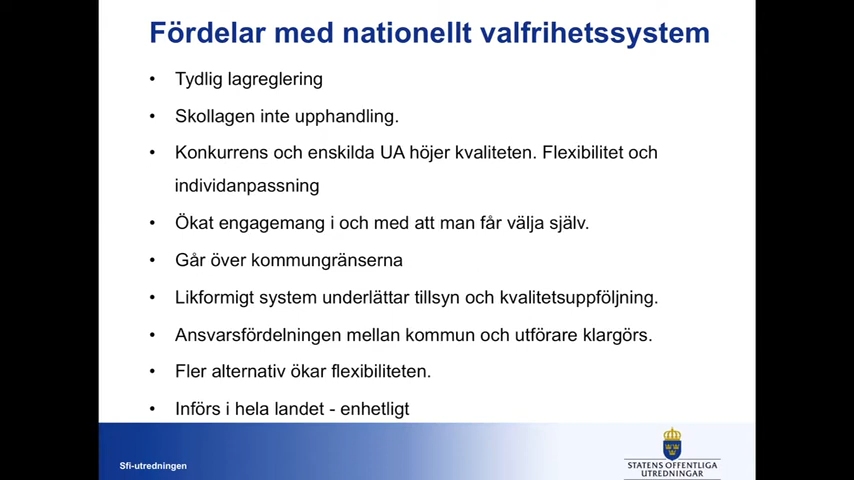 Fördelar med nationellt valfrihetssystem
• Tydlig lagreglering
• Skollagen inte upphandling.
• Konkurrens och enskilda UA höjer kvaliteten. Flexibilitet och
individanpassning
• Ökat engagemang i och med att man får välja själv.
• Går över kommungränserna
• Likformigt system underlättar tillsyn och kvalitetsuppföljning.
• Ansvarsfördelningen mellan kommun och utförare klargörs.
• Fler alternativ ökar flexibiliteten.
• Införs i hela landet - enhetligt
Sfi-utredningen
STATENS OFFENTLIGA
UTREDNINGAR